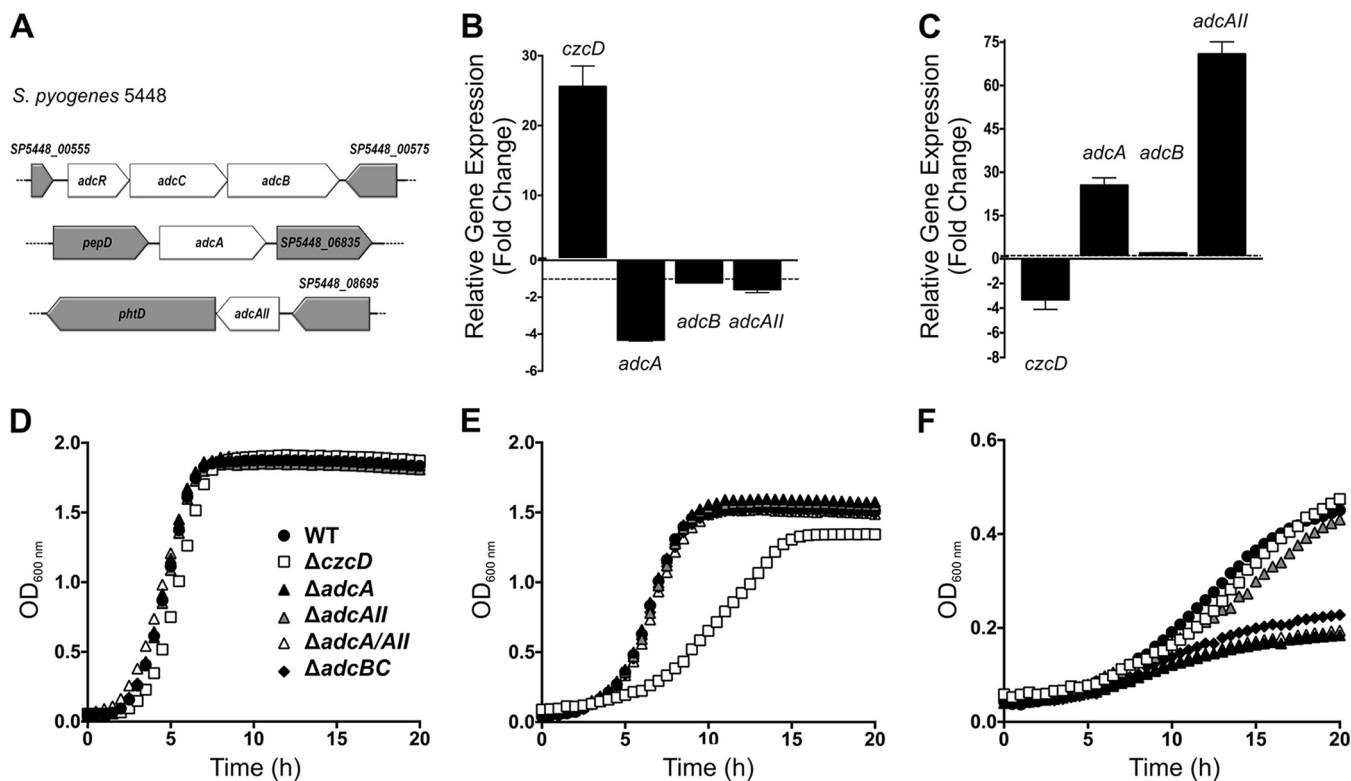 A
S. pyogenes 5448
SP5448_00555
SP5448_00575
adcR
adcC
adcB
pepD
adcA
SP5448_06835
SP5448_08695
phtD
adcAII
B
Relative Gene Expression
(Fold Change)
30
20
10
0
-2
-4
-6
czcD
adcA
adcB
adcAII
C
Relative Gene Expression
(Fold Change)
75
60
45
30
15
0
-2
-4
-6
-8
czcD
adcA
adcB
adcAII
D
OD600 nm
2.0
1.5
1.0
0.5
0.0
0
5
10
15
20
Time (h)
WT
ΔczcD
ΔadcA
ΔadcAII
ΔadcA/AII
ΔadcBC
E
OD600 nm
2.0
1.5
1.0
0.5
0.0
0
5
10
15
20
Time (h)
F
OD600 nm
0.6
0.4
0.2
0.0
0
5
10
15
20
Time (h)